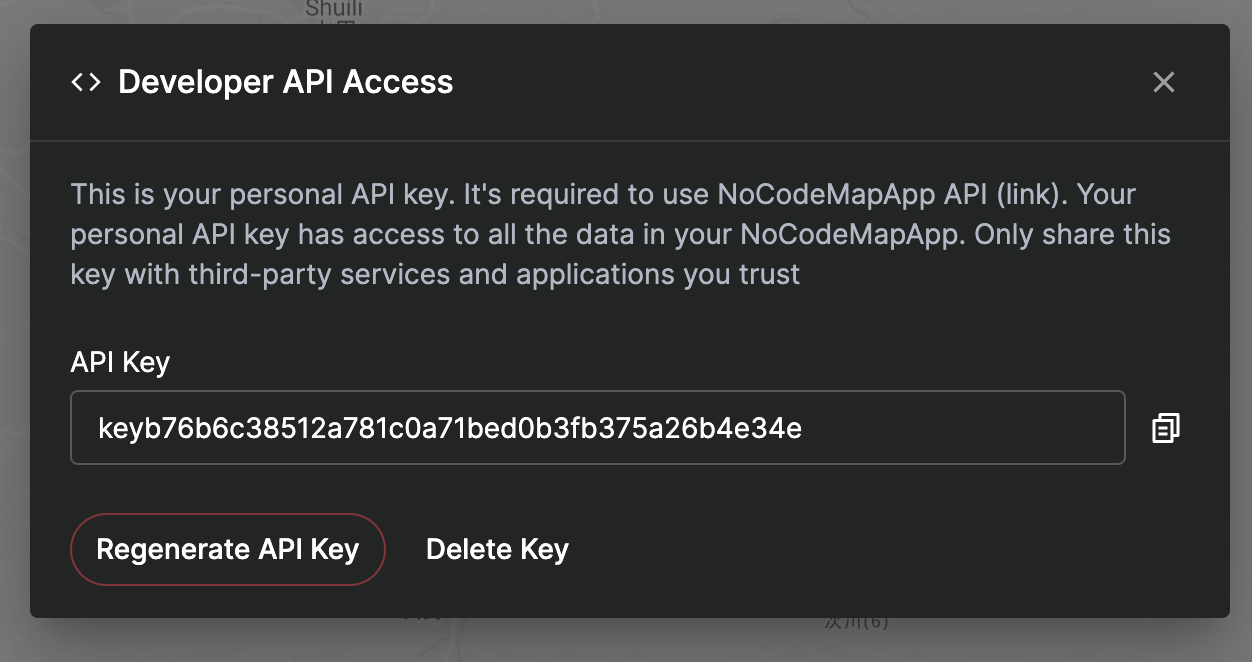 Shuili
Developer API Access
This is your personal API key. It's required to use NoCodeMapApp API (link). Your
personal API key has access to all the data in your NoCodeMapApp. Only share this
key with third-party services and applications you trust
API Key
keyb76b6c38512a781c0a71bed0b3fb375a26b4e34e
Regenerate API Key
Delete Key
次川(6)